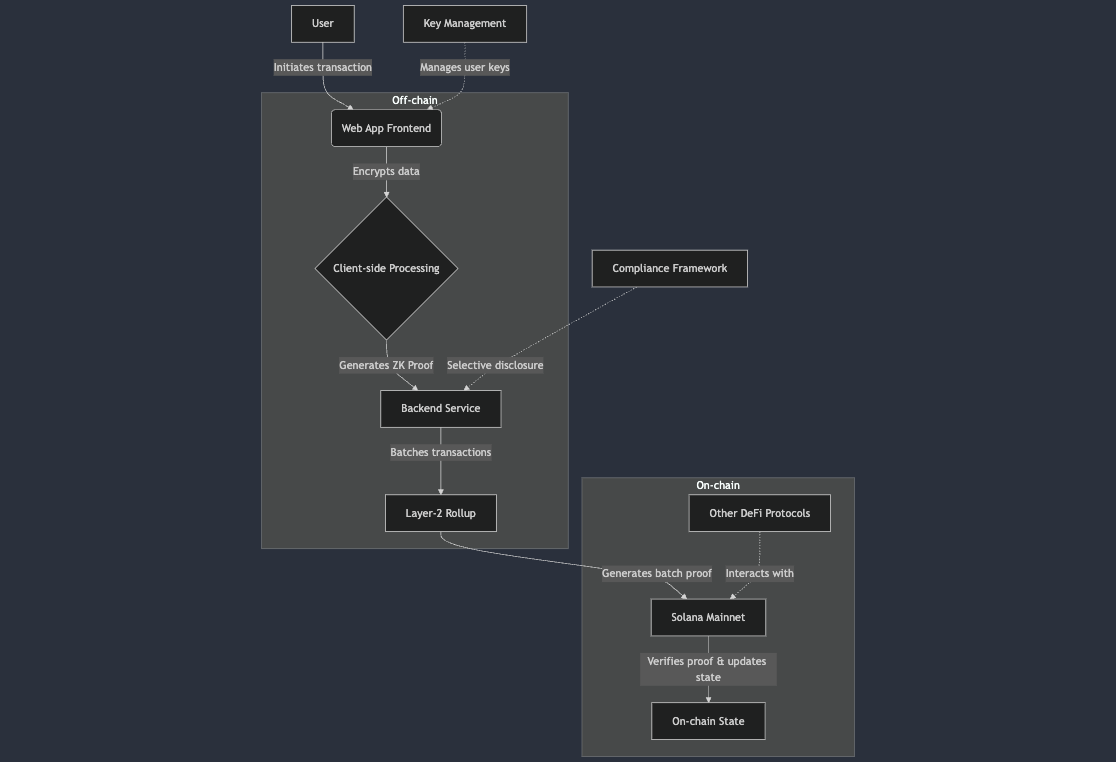 User
Key Management
Initiates transaction
Manages user keys
Off-chain
Web App Frontend
Encrypts data
Client-side Processing
Compliance Framework
Generates ZK Proof
Selective disclosure
Backend Service
Batches transactions
On-chain
Layer-2 Rollup
Other DeFi Protocols
Generates batch proof
Interacts with
Solana Mainnet
Verifies proof & updates
state
On-chain State